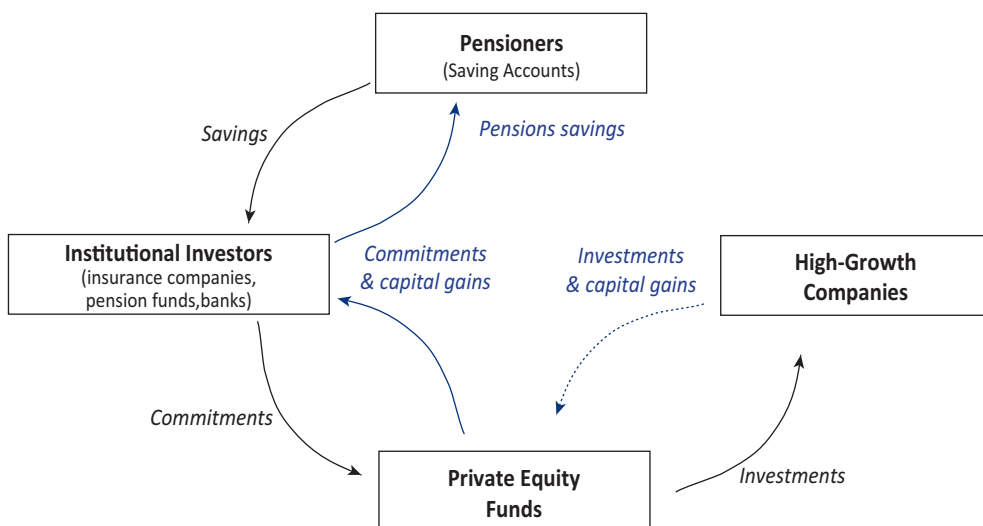 Pensioners
(Saving Accounts)
Savings
Pensions savings
Institutional Investors
(insurance companies,
pension funds,banks)
Commitments
& capital gains
Investments
& capital gains
High-Growth
Companies
Commitments
Private Equity
Funds
Investments